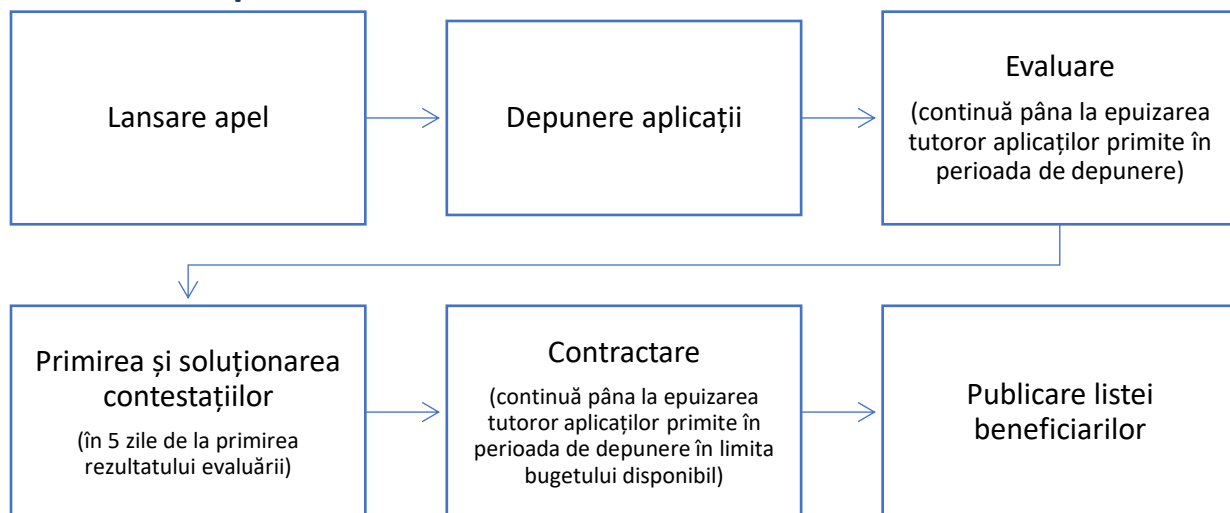 Lansare apel
Depunere aplicații
Evaluare
(continuă pâna la epuizarea
tutoror aplicaților primite în
perioada de depunere)
Primirea și soluționarea
contestațiilor
(în 5 zile de la primirea
rezultatului evaluării)
Contractare
(continuă pâna la epuizarea
tutoror aplicaților primite în
perioada de depunere în limita
bugetului disponibil)
Publicare listei
beneficiarilor